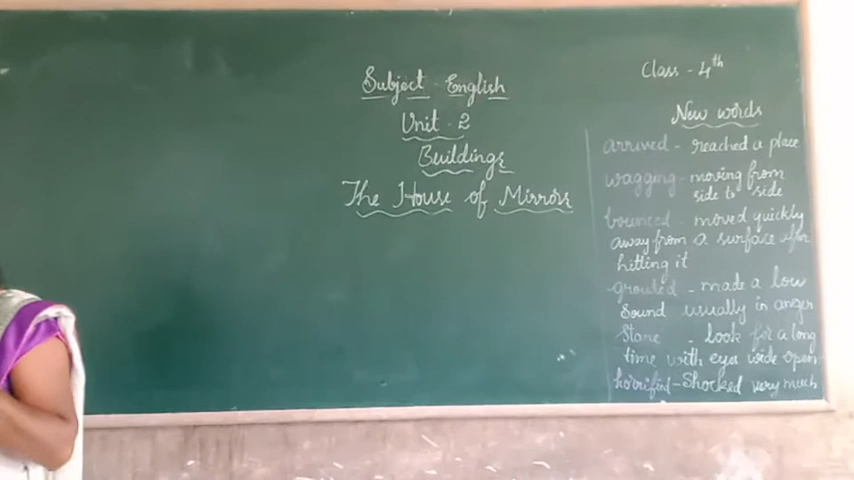 Subject - English
Unit - 2
Buildings
The House of Mirrors
Class - 4th
New words
arrived - reached a place
wagging - moving from
side to side
bounced - moved quickly
away from a surface after
hitting it
growled - made a low
sound usually in anger
Stare - look for a long
time with eyes wide open
horrified - Shocked very much